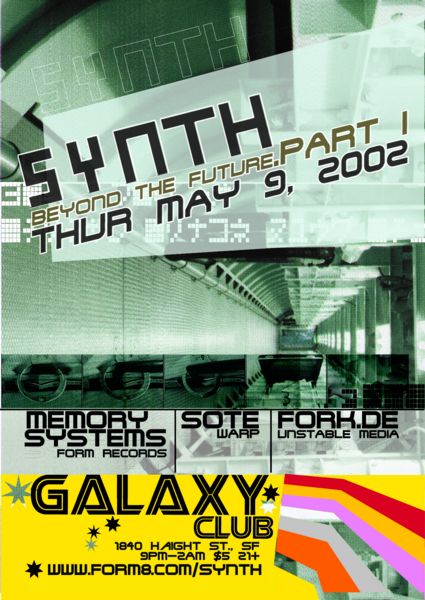 SYNTH
SYNTH
BEYOND THE FUTURE.PART 1
THUR MAY 9, 2002
MEMORY SYSTEMS
FORM RECORDS
SOTE
WARP
FORK.DE
UNSTABLE MEDIA
GALAXY
CLUB
1840 HAIGHT ST., SF
9PM-2AM $5 21+
WWW.FORM8.COM/SYNTH